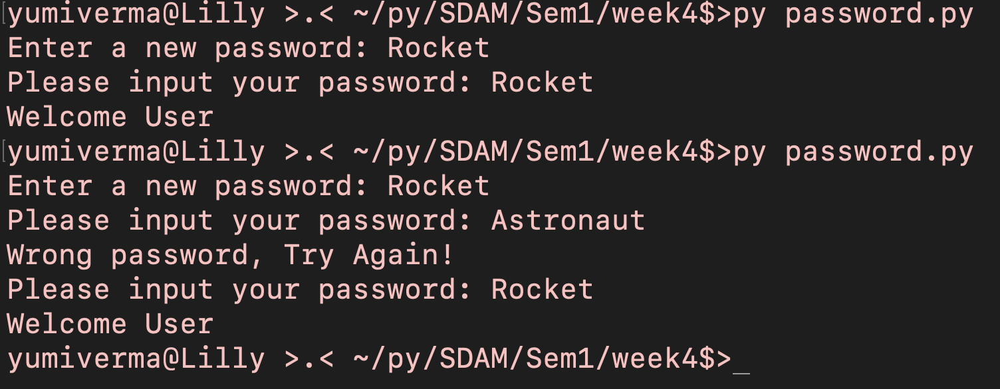 yumiverma@Lilly >.< ~/py/SDAM/Sem1/week4$>py password.py
Enter a new password: Rocket
Please input your password: Rocket
Welcome User
yumiverma@Lilly >.< ~/py/SDAM/Sem1/week4$>py password.py
Enter a new password: Rocket
Please input your password: Astronaut
Wrong password, Try Again!
Please input your password: Rocket
Welcome User
yumiverma@Lilly >.< ~/py/SDAM/Sem1/week4$>_